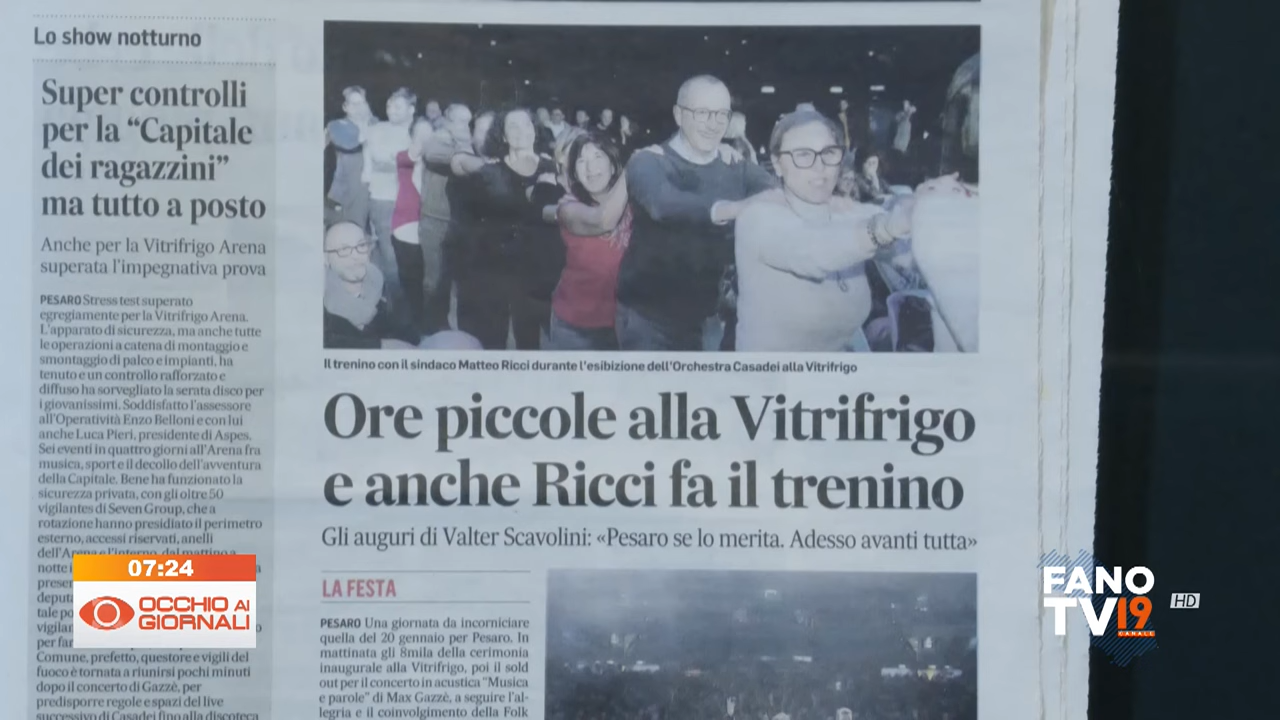 Lo show notturno
Super controlli
per la “Capitale
dei ragazzini”
ma tutto a posto
Anche per la Vitrifrigo Arena
superata l'impegnativa prova
PESARO Stress test superato
egregiamente per la Vitrifrigo Arena.
L'apparato di sicurezza, ma anche tutte
le operazioni a catena di montaggio e
smontaggio di palco e impianti, ha
tenuto e un controllo rafforzato e
diffuso ha sorvegliato la serata disco per
i giovanissimi. Soddisfatto l'assessore
all'Operatività Enzo Belloni e con lui
anche Luca Pieri, presidente di Aspes.
Sei eventi in quattro giorni all'Arena fra
musica, sport e il decollo dell'avventura
della Capitale. Bene ha funzionato la
sicurezza privata, con gli oltre 50
vigilantes di Seven Group, che a
rotazione hanno presidiato il perimetro
esterno, accessi riservati, anelli
dell'Arena e l'interno, dal mattino a
notte
Comune, prefetto, questore e vigili del
fuoco è tornata a riunirsi pochi minuti
dopo il concerto di Gazzè, per
predisporre regole e spazi del live
successivo di Casadei fino alla discoteca
Il trenino con il sindaco Matteo Ricci durante l'esibizione dell'Orchestra Casadei alla Vitrifrigo
Ore piccole alla Vitrifrigo
e anche Ricci fa il trenino
Gli auguri di Valter Scavolini: «Pesaro se lo merita. Adesso avanti tutta»
LA FESTA
PESARO Una giornata da incorniciare
quella del 20 gennaio per Pesaro. In
mattinata gli 8mila della cerimonia
inaugurale alla Vitrifrigo, poi il sold
out per il concerto in acustica “Musica
e parole” di Max Gazzè, a seguire l'al-
legria e il coinvolgimento della Folk
07:24
OCCHIO AI
GIORNALI
FANO
TV19
CANALE
HD